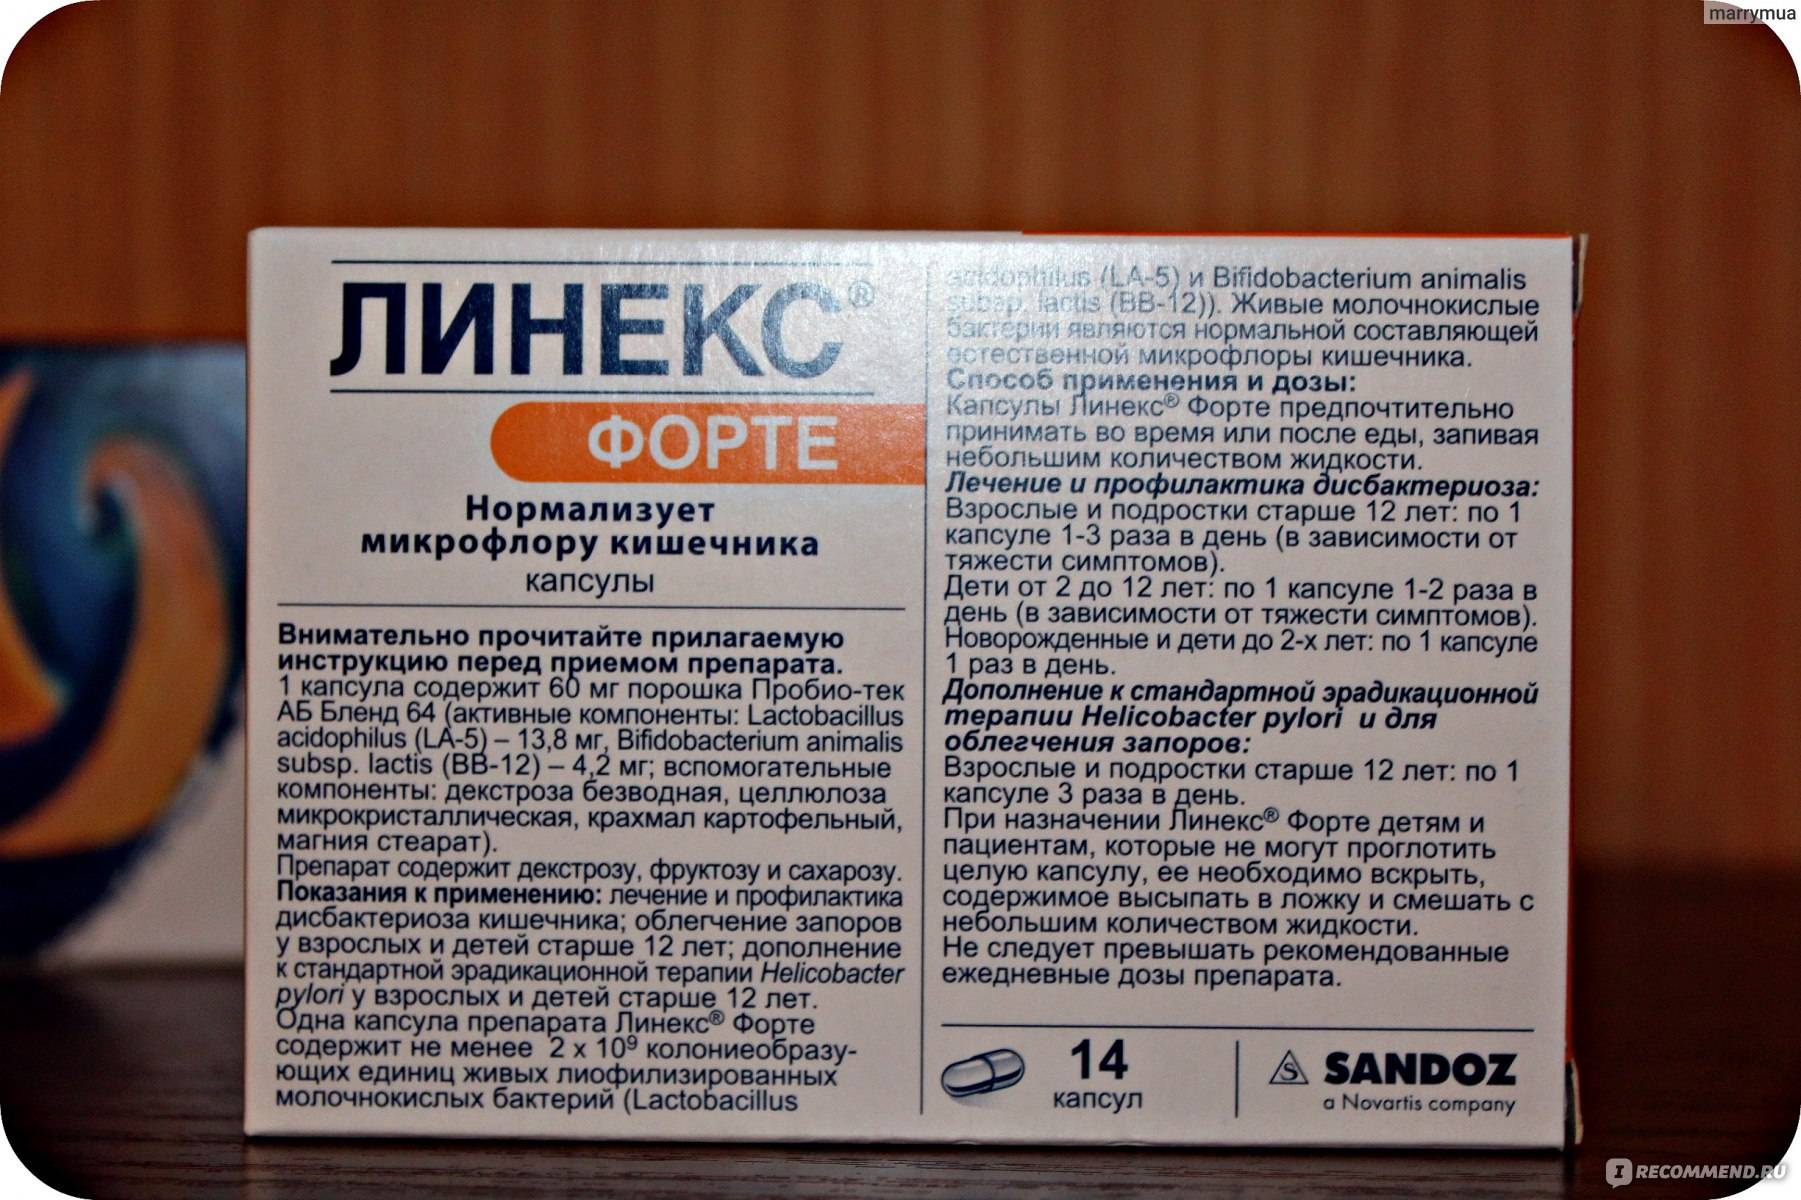 marrymua
ЛИНЕКС®
ФОРТЕ
Нормализует
микрофлору кишечника
капсулы
Внимательно прочитайте прилагаемую
инструкцию перед приемом препарата.
1 капсула содержит 60 мг порошка Пробио-тек
АБ Бленд 64 (активные компоненты: Lactobacillus
acidophilus (LA-5) – 13,8 мг, Bifidobacterium animalis
subsp. lactis (BB-12) – 4,2 мг; вспомогательные
компоненты: декстроза безводная, целлюлоза
микрокристаллическая, крахмал картофельный,
магния стеарат).
Препарат содержит декстрозу, фруктозу и сахарозу.
Показания к применению: лечение и профилактика
дисбактериоза кишечника; облегчение запоров
у взрослых и детей старше 12 лет; дополнение
к стандартной эрадикационной терапии Helicobacter
pylori у взрослых и детей старше 12 лет.
Одна капсула препарата Линекс® Форте
содержит не менее 2 x 10⁹ колониеобразу-
ющих единиц живых лиофилизированных
молочнокислых бактерий (Lactobacillus
acidophilus (LA-5) и Bifidobacterium animalis
subsp. lactis (BB-12)). Живые молочнокислые
бактерии являются нормальной составляющей
естественной микрофлоры кишечника.
Способ применения и дозы:
Капсулы Линекс® Форте предпочтительно
принимать во время или после еды, запивая
небольшим количеством жидкости.
Лечение и профилактика дисбактериоза:
Взрослые и подростки старше 12 лет: по 1
капсуле 1-3 раза в день (в зависимости от
тяжести симптомов).
Дети от 2 до 12 лет: по 1 капсуле 1-2 раза в
день (в зависимости от тяжести симптомов).
Новорожденные и дети до 2-х лет: по 1 капсуле
1 раз в день.
Дополнение к стандартной эрадикационной
терапии Helicobacter pylori и для
облегчения запоров:
Взрослые и подростки старше 12 лет: по 1
капсуле 3 раза в день.
При назначении Линекс® Форте детям и
пациентам, которые не могут проглотить
целую капсулу, ее необходимо вскрыть,
содержимое высыпать в ложку и смешать с
небольшим количеством жидкости.
Не следует превышать рекомендованные
ежедневные дозы препарата.
14
капсул
S SANDOZ
a Novartis company
I RECOMMEND.RU